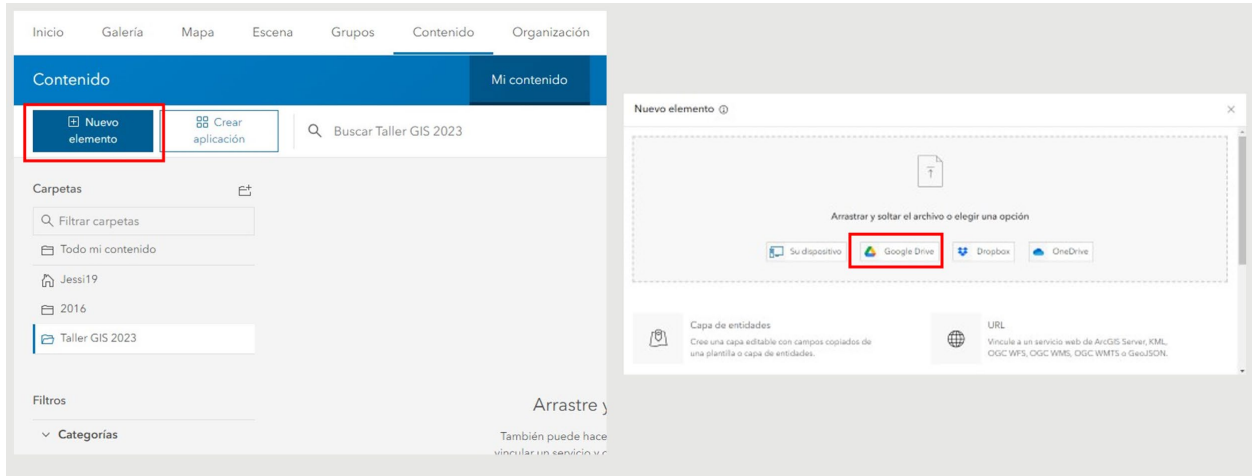 Inicio Galería Mapa Escena Grupos Contenido Organización
Contenido Mi contenido
Nuevo
elemento
Crear
aplicación
Buscar Taller GIS 2023
Carpetas
Filtrar carpetas
Todo mi contenido
Jessi19
2016
Taller GIS 2023
Filtros
Categorías
Arrastre y
También puede hace
vincular un servicio y c
Nuevo elemento
Arrastrar y soltar el archivo o elegir una opción
Su dispositivo Google Drive Dropbox OneDrive
Capa de entidades
Cree una capa editable con campos copiados de
una plantilla o capa de entidades.
URL
Vincule a un servicio web de ArcGIS Server, KML,
OGC WFS, OGC WMS, OGC WMTS o GeoJSON.